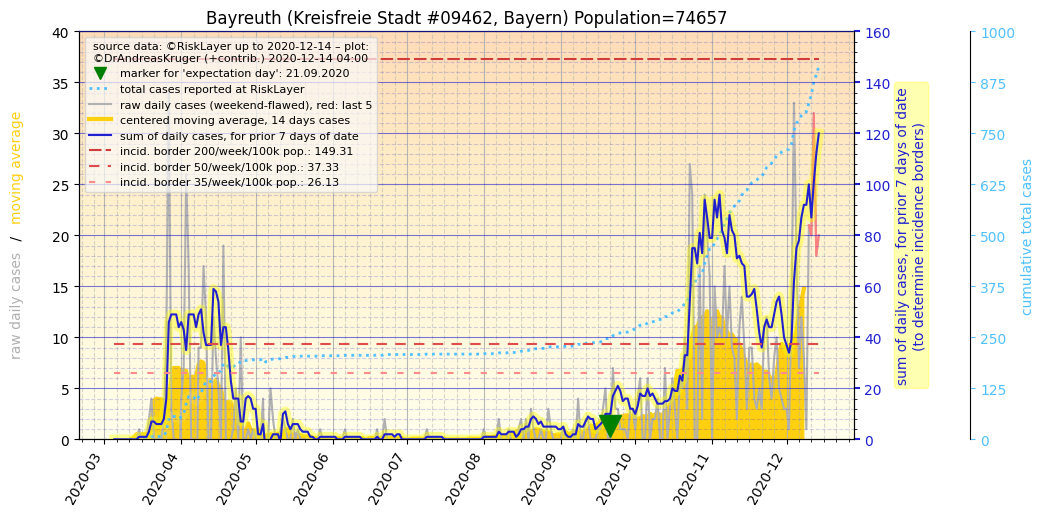 Bayreuth (Kreisfreie Stadt #09462, Bayern) Population=74657
source data: ©RiskLayer up to 2020-12-14 – plot:
©DrAndreasKruger (+contrib.) 2020-12-14 04:00
marker for 'expectation day': 21.09.2020
total cases reported at RiskLayer
raw daily cases (weekend-flawed), red: last 5
centered moving average, 14 days cases
sum of daily cases, for prior 7 days of date
incid. border 200/week/100k pop.: 149.31
incid. border 50/week/100k pop.: 37.33
incid. border 35/week/100k pop.: 26.13
raw daily cases / moving average
40
35
30
25
20
15
10
5
0
2020-03
2020-04
2020-05
2020-06
2020-07
2020-08
2020-09
2020-10
2020-11
2020-12
160
140
120
100
80
60
40
20
0
sum of daily cases, for prior 7 days of date
(to determine incidence borders)
1000
875
750
625
500
375
250
125
0
cumulative total cases